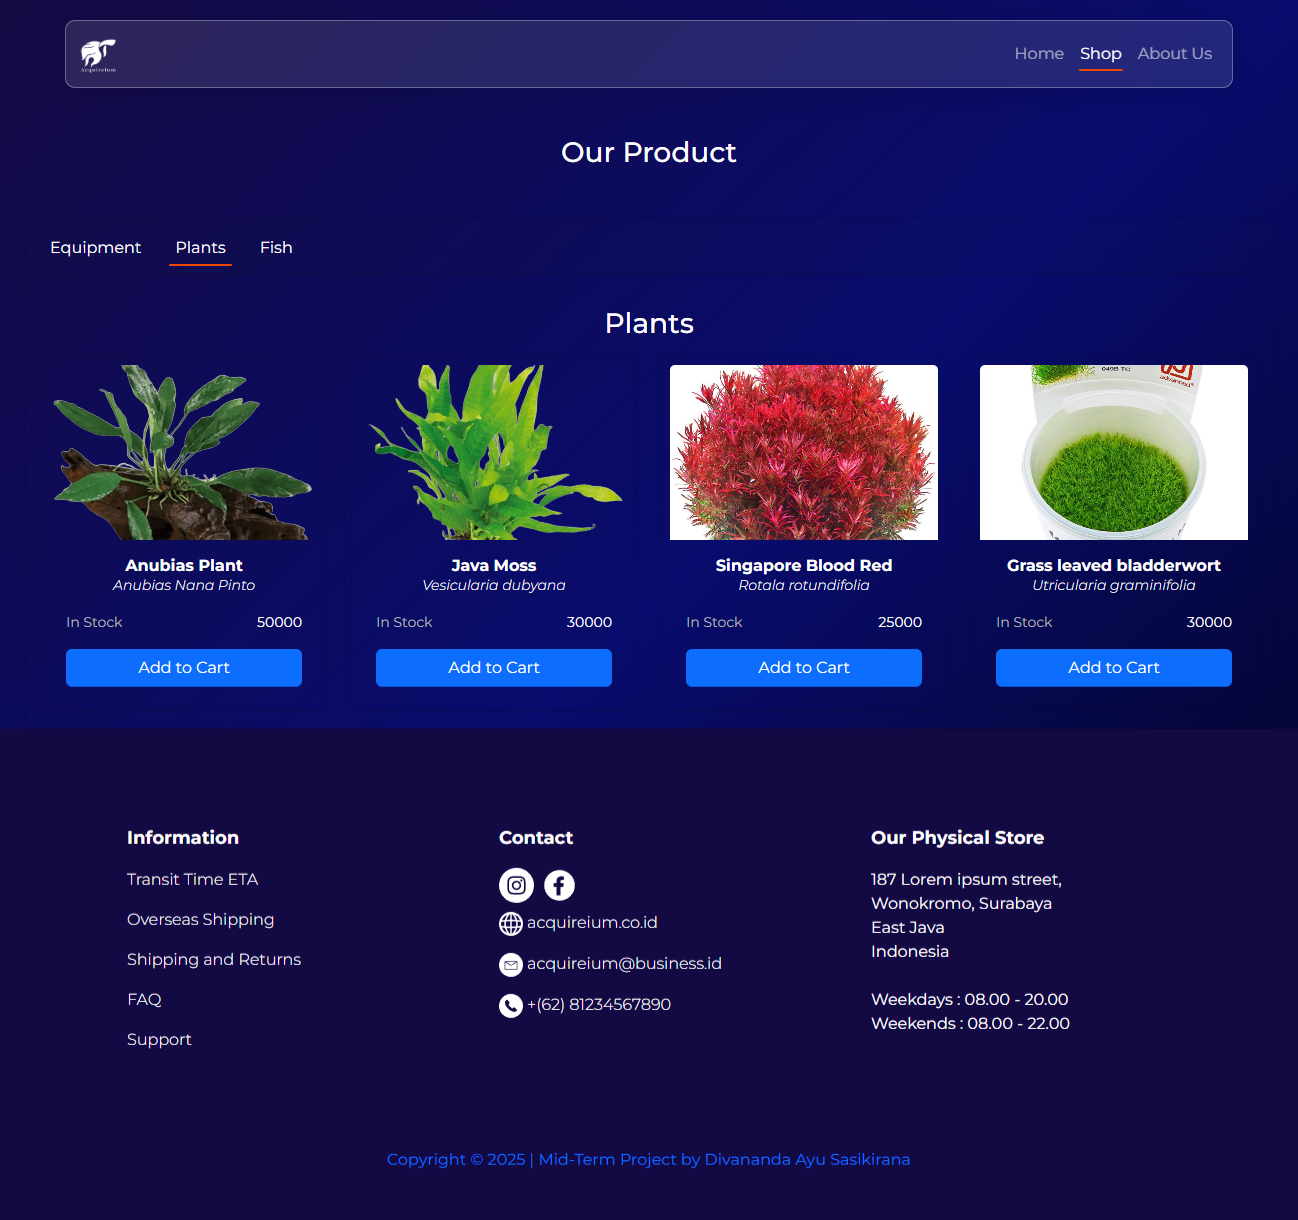 Acquireium
Home Shop About Us
Our Product
Equipment Plants Fish
Plants
049B TC
advanced®
Anubias Plant
Anubias Nana Pinto
In Stock 50000
Add to Cart
Java Moss
Vesicularia dubyana
In Stock 30000
Add to Cart
Singapore Blood Red
Rotala rotundifolia
In Stock 25000
Add to Cart
Grass leaved bladderwort
Utricularia graminifolia
In Stock 30000
Add to Cart
Information
Transit Time ETA
Overseas Shipping
Shipping and Returns
FAQ
Support
Contact
acquireium.co.id
acquireium@business.id
+(62) 81234567890
Our Physical Store
187 Lorem ipsum street,
Wonokromo, Surabaya
East Java
Indonesia
Weekdays : 08.00 - 20.00
Weekends : 08.00 - 22.00
Copyright © 2025 | Mid-Term Project by Divananda Ayu Sasikirana